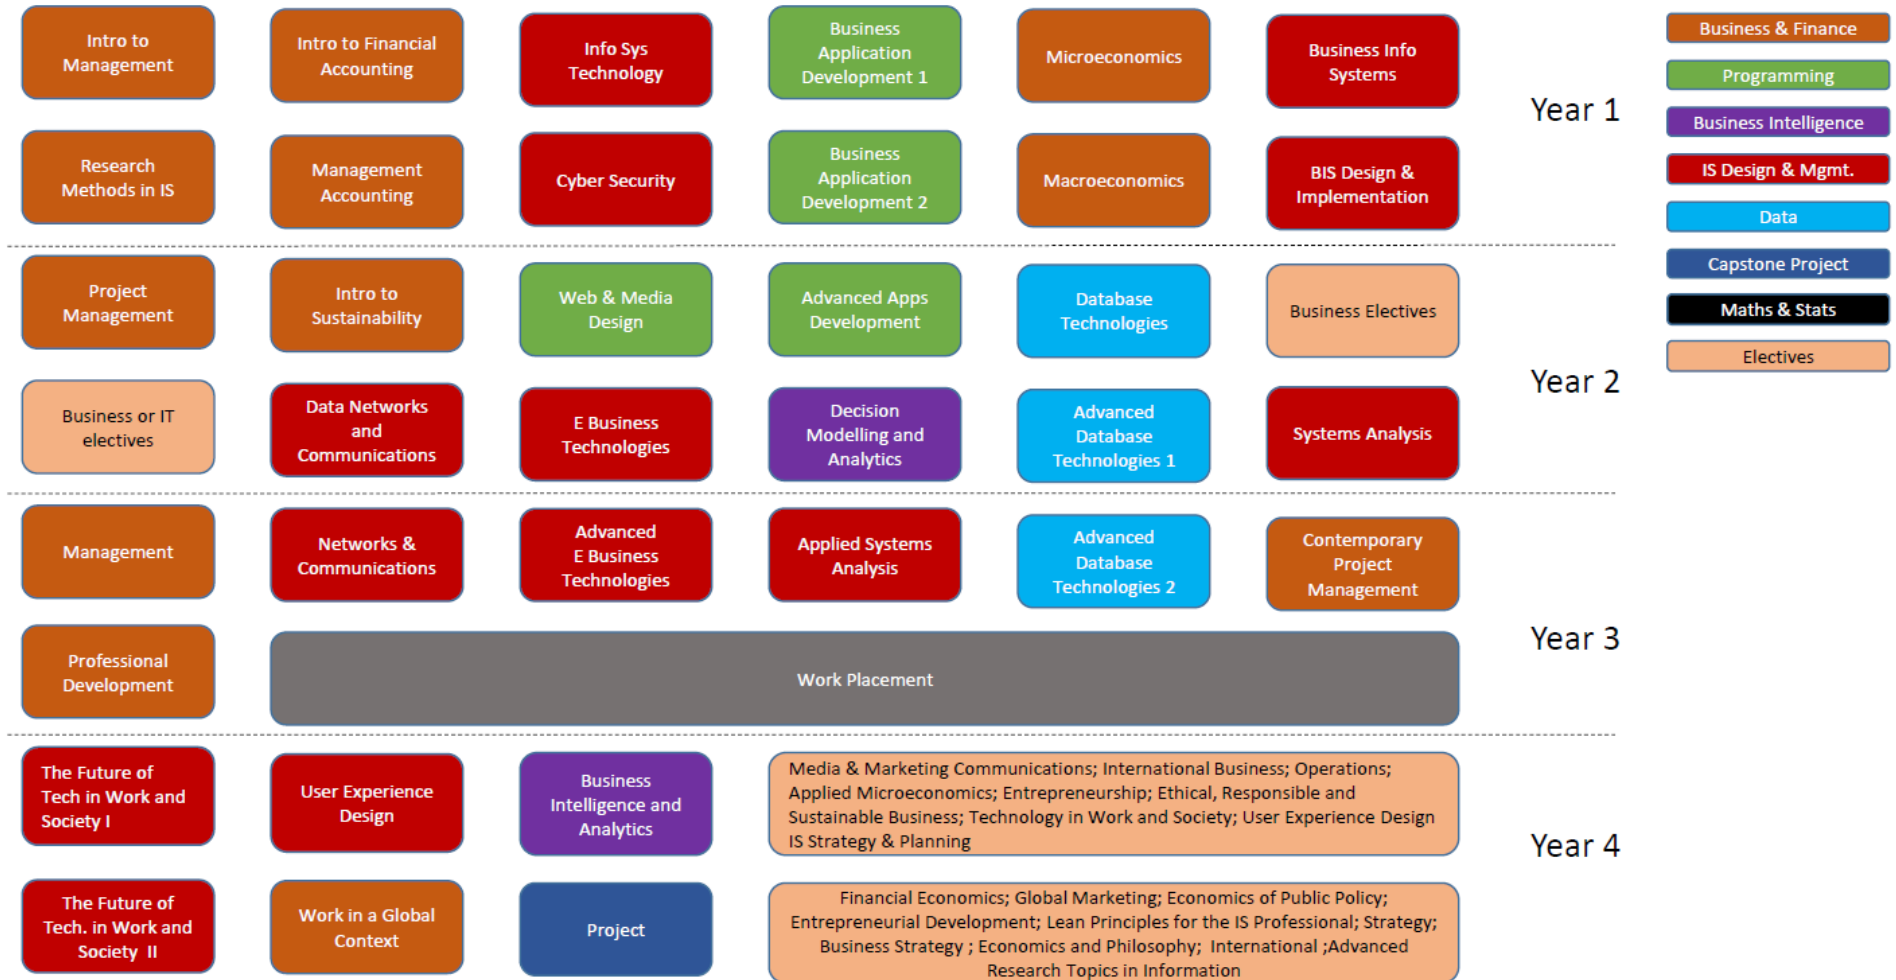 Intro to
Management
Intro to Financial
Accounting
Info Sys
Technology
Business
Application
Development 1
Microeconomics
Business Info
Systems
Research
Methods in IS
Management
Accounting
Cyber Security
Business
Application
Development 2
Macroeconomics
BIS Design &
Implementation
Year 1
Project
Management
Intro to
Sustainability
Web & Media
Design
Advanced Apps
Development
Database
Technologies
Business Electives
Business or IT
electives
Data Networks
and
Communications
E Business
Technologies
Decision
Modelling and
Analytics
Advanced
Database
Technologies 1
Systems Analysis
Year 2
Management
Networks &
Communications
Advanced
E Business
Technologies
Applied Systems
Analysis
Advanced
Database
Technologies 2
Contemporary
Project
Management
Professional
Development
Work Placement
Year 3
The Future of
Tech in Work and
Society I
User Experience
Design
Business
Intelligence and
Analytics
Media & Marketing Communications; International Business; Operations;
Applied Microeconomics; Entrepreneurship; Ethical, Responsible and
Sustainable Business; Technology in Work and Society; User Experience Design
IS Strategy & Planning
The Future of
Tech. in Work and
Society II
Work in a Global
Context
Project
Financial Economics; Global Marketing; Economics of Public Policy;
Entrepreneurial Development; Lean Principles for the IS Professional; Strategy;
Business Strategy ; Economics and Philosophy; International ;Advanced
Research Topics in Information
Year 4
Business & Finance
Programming
Business Intelligence
IS Design & Mgmt.
Data
Capstone Project
Maths & Stats
Electives